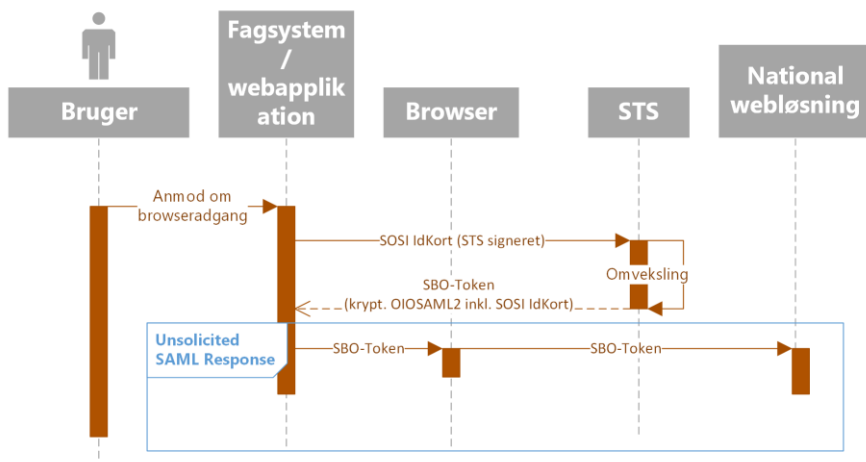 Bruger
Fagsystem
/
webapplik
ation
Browser
STS
National
webløsning
Anmod om
browseradgang
SOSI IdKort (STS signeret)
Omveksling
SBO-Token
(krypt. OIOSAML2 inkl. SOSI IdKort)
Unsolicited
SAML Response
SBO-Token
SBO-Token